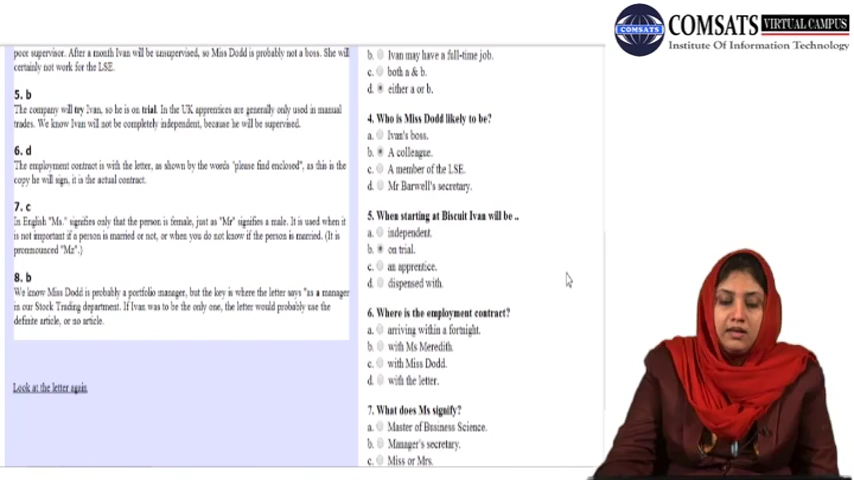 COMSATS VIRTUAL CAMPUS
Institute Of Information Technology
COMSATS
poor supervisor. After a month Ivan will be unsupervised, so Miss Dodd is probably not a boss. She will
certainly not work for the LSE.
5. b
The company will try Ivan, so he is on trial. In the UK apprentices are generally only used in manual
trades. We know Ivan will not be completely independent, because he will be supervised.
6. d
The employment contract is with the letter, as shown by the words "please find enclosed", as this is the
copy he will sign, it is the actual contract.
7. c
In English "Ms." signifies only that the person is female, just as "Mr" signifies a male. It is used when it
is not important if a person is married or not, or when you do not know if the person is married. (It is
pronmounced "Mz".)
8. b
We know Miss Dodd is probably a portfolio manager, but the key is where the letter says "as a manager
in our Stock Trading department. If Ivan was to be the only one, the letter would probably use the
definite article, or no article.
Look at the letter again
b. Ivan may have a full-time job.
c. both a & b.
d. either a or b.
4. Who is Miss Dodd likely to be?
a. Ivan's boss.
b. A colleague.
c. A member of the LSE.
d. Mr Barwell's secretary.
5. When starting at Biscuit Ivan will be ..
a. independent.
b. on trial.
c. an apprentice.
d. dispensed with.
6. Where is the employment contract?
a. arriving within a fortnight.
b. with Ms Meredith.
c. with Miss Dodd.
d. with the letter.
7. What does Ms signify?
a. Master of Business Science.
b. Manager's secretary.
c. Miss or Mrs.